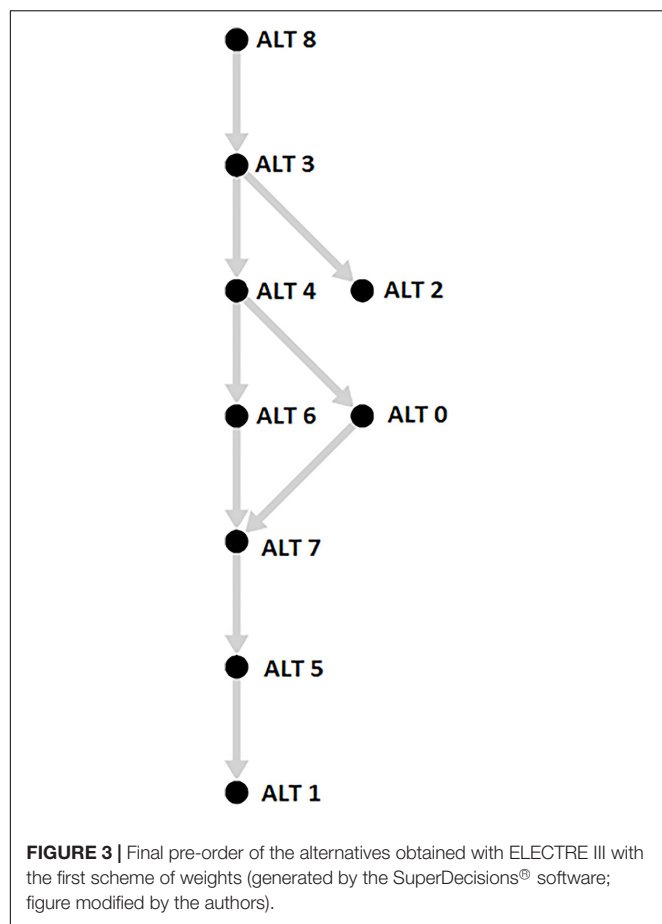 ALT 8
ALT 3
ALT 4
ALT 2
ALT 6
ALT 0
ALT 7
ALT 5
ALT 1
FIGURE 3 | Final pre-order of the alternatives obtained with ELECTRE III with
the first scheme of weights (generated by the SuperDecisions® software;
figure modified by the authors).